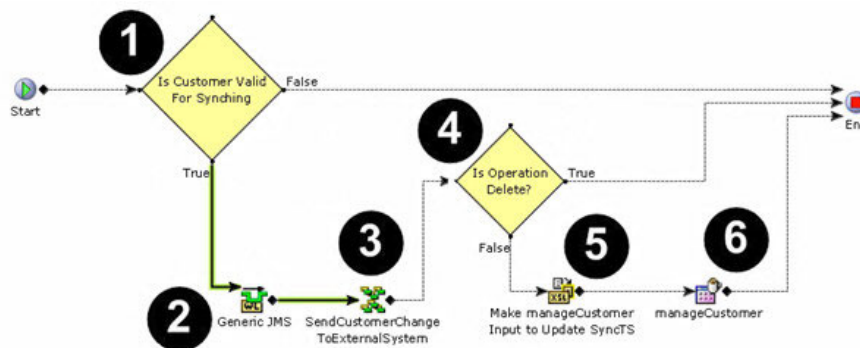 1
Is Customer Valid
For Synching
False
Start
True
4
Is Operation
Delete?
True
False
3
2
Generic JMS
SendCustomerChange
ToExternalSystem
5
6
Make manageCustomer
Input to Update SyncTS
manageCustomer